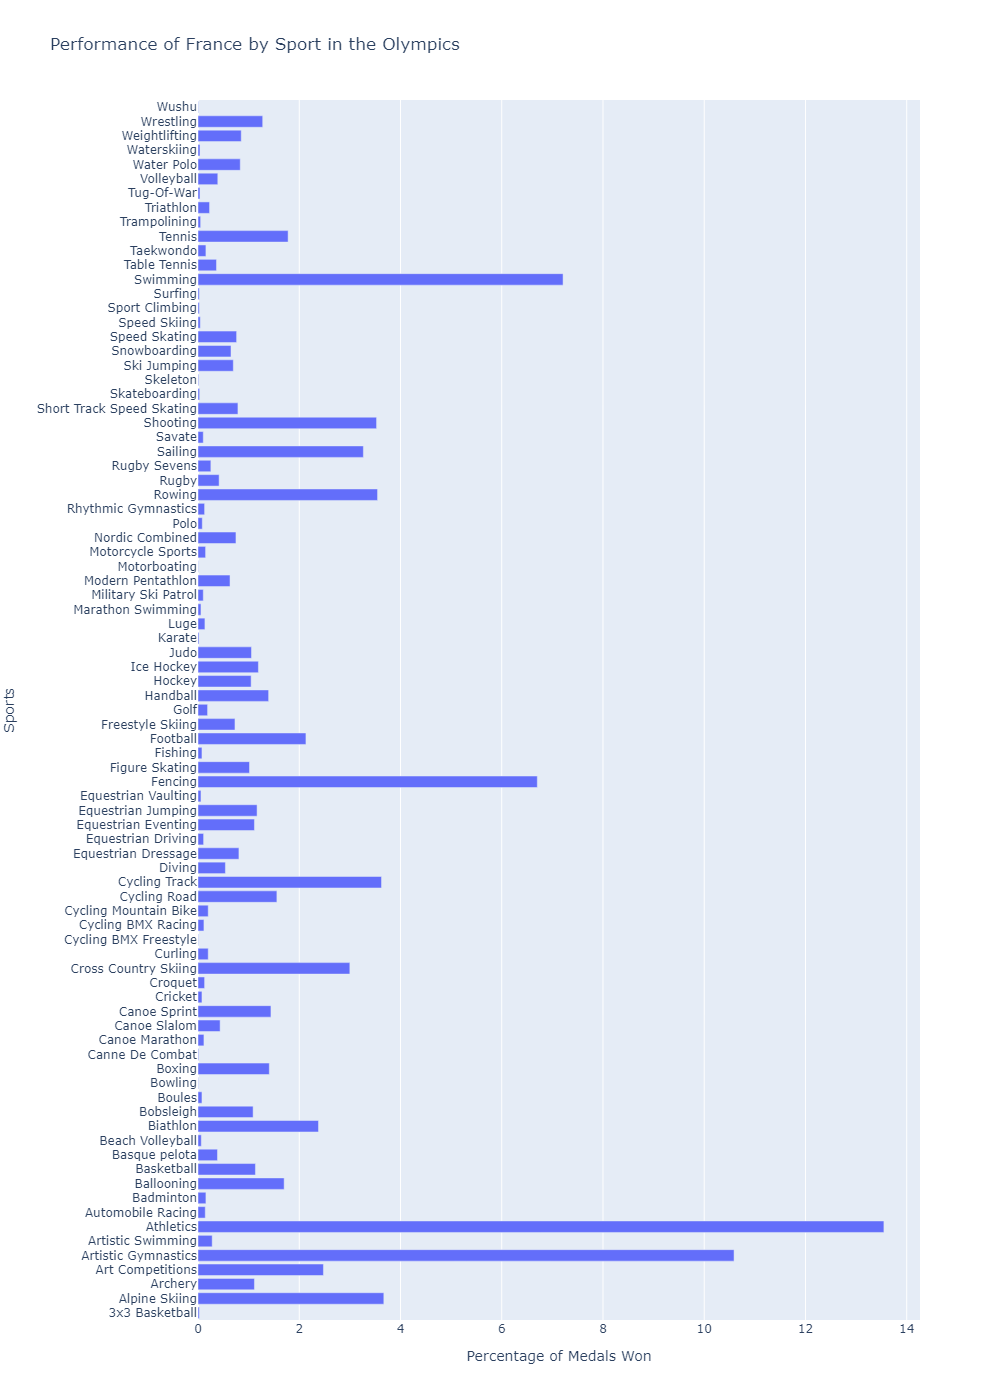 Performance of France by Sport in the Olympics
Wushu
Wrestling
Weightlifting
Waterskiing
Water Polo
Volleyball
Tug-Of-War
Triathlon
Trampolining
Tennis
Taekwondo
Table Tennis
Swimming
Surfing
Sport Climbing
Speed Skiing
Speed Skating
Snowboarding
Ski Jumping
Skeleton
Skateboarding
Short Track Speed Skating
Shooting
Savate
Sailing
Rugby Sevens
Rugby
Rowing
Rhythmic Gymnastics
Polo
Nordic Combined
Motorcycle Sports
Motorboating
Modern Pentathlon
Military Ski Patrol
Marathon Swimming
Luge
Karate
Judo
Ice Hockey
Hockey
Handball
Golf
Freestyle Skiing
Football
Fishing
Figure Skating
Fencing
Equestrian Vaulting
Equestrian Jumping
Equestrian Eventing
Equestrian Driving
Equestrian Dressage
Diving
Cycling Track
Cycling Road
Cycling Mountain Bike
Cycling BMX Racing
Cycling BMX Freestyle
Curling
Cross Country Skiing
Croquet
Cricket
Canoe Sprint
Canoe Slalom
Canoe Marathon
Canne De Combat
Boxing
Bowling
Boules
Bobsleigh
Biathlon
Beach Volleyball
Basque pelota
Basketball
Ballooning
Badminton
Automobile Racing
Athletics
Artistic Swimming
Artistic Gymnastics
Art Competitions
Archery
Alpine Skiing
3x3 Basketball
Sports
0 2 4 6 8 10 12 14
Percentage of Medals Won